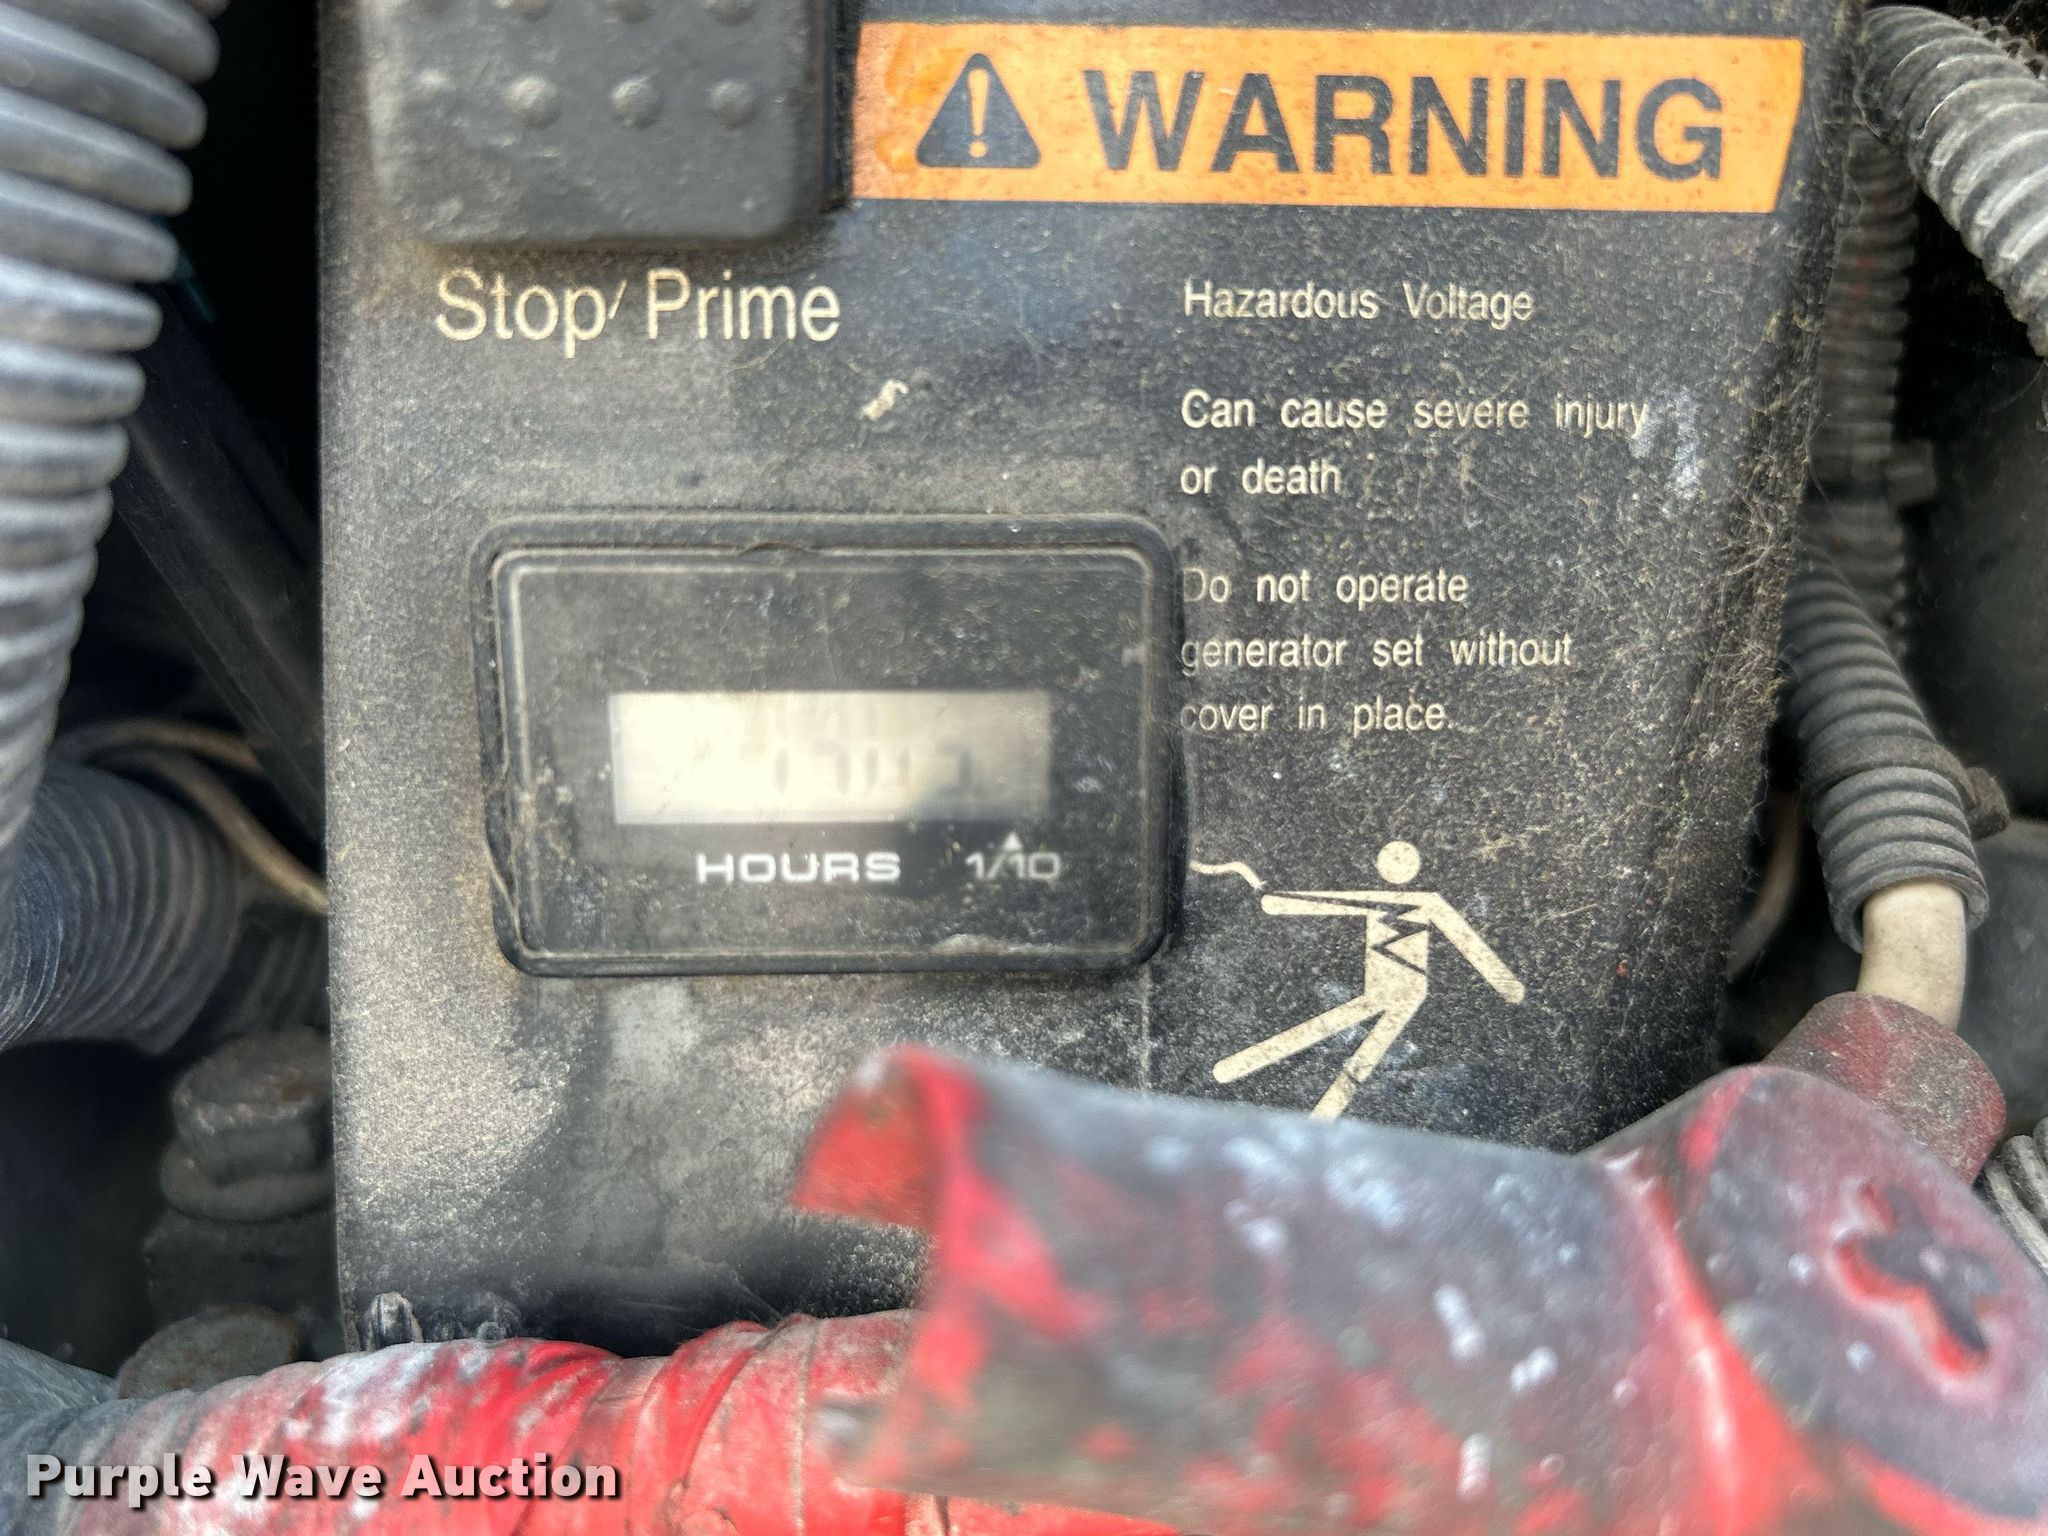 WARNING
Stop/Prime
Hazardous Voltage
Can cause severe injury
or death
Do not operate
generator set without
cover in place.
HOURS 1/10
Purple Wave Auction